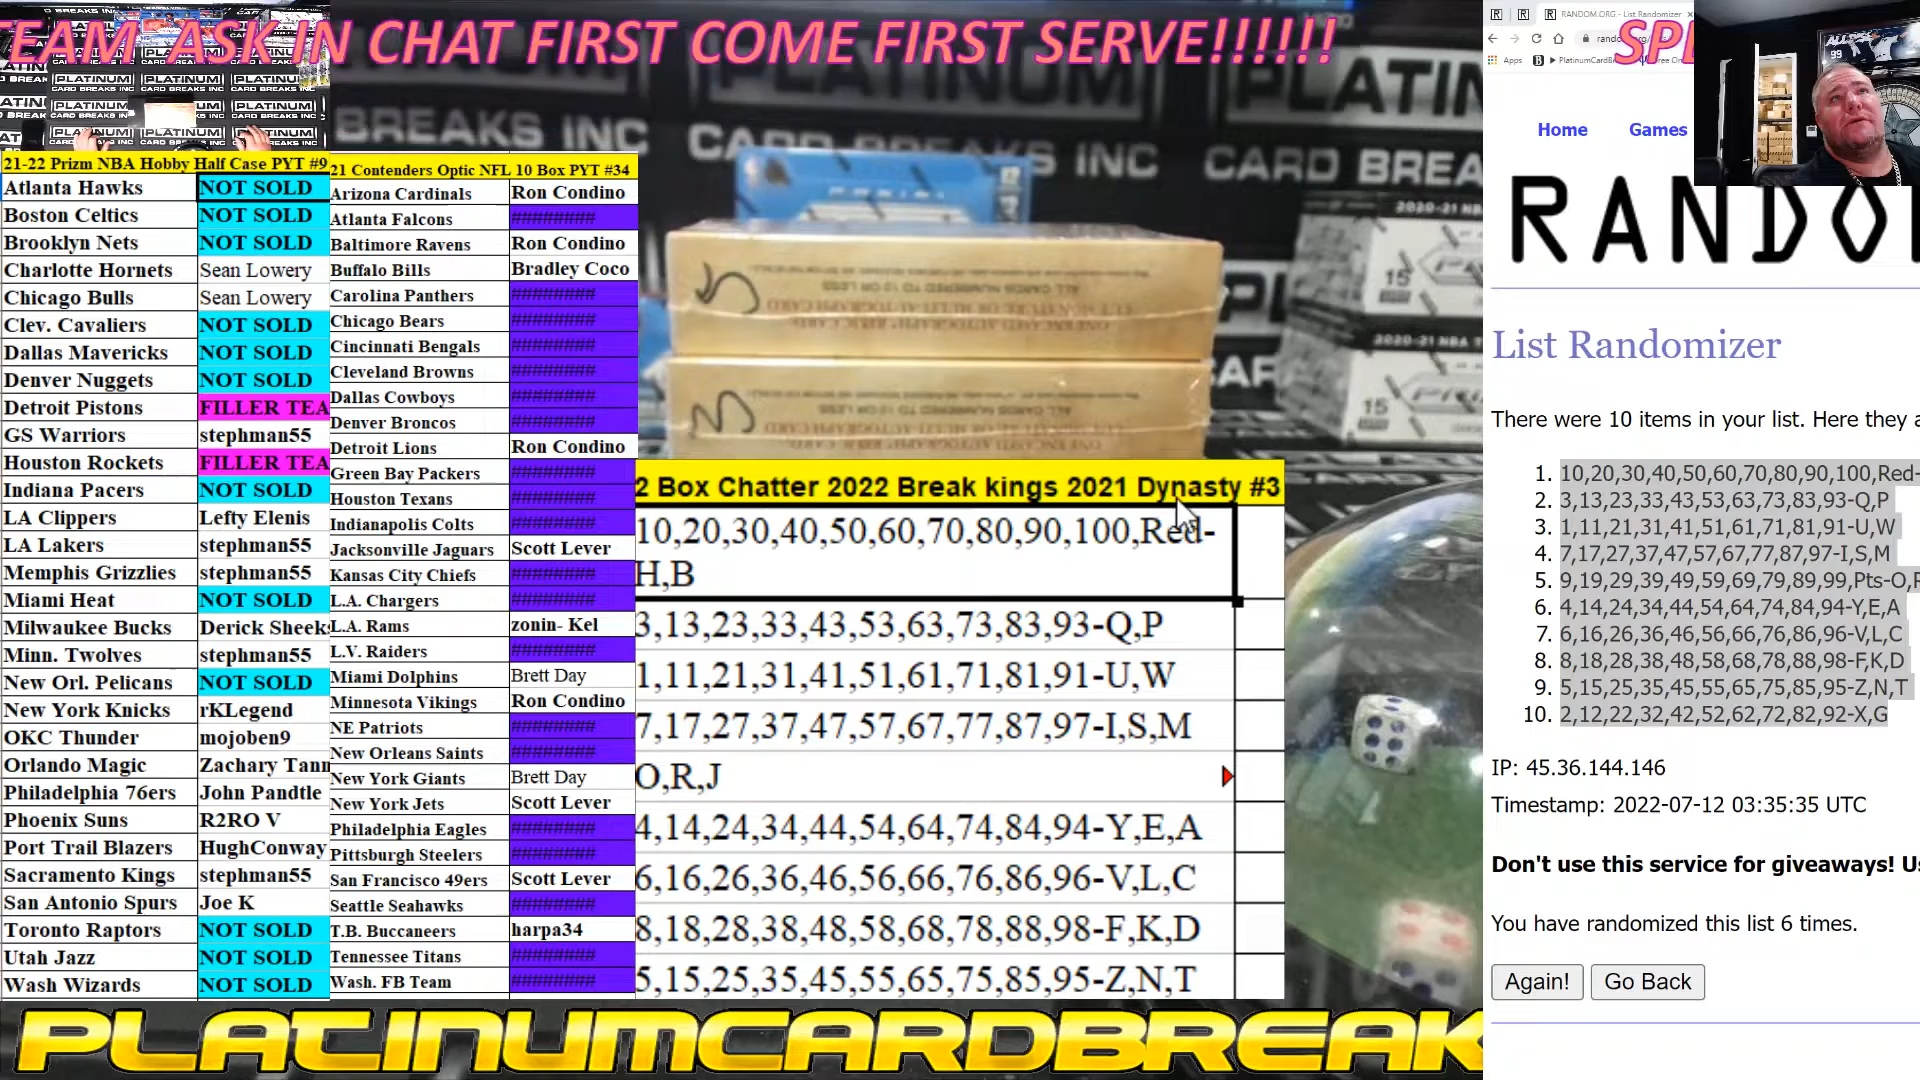 TEAM ASK IN CHAT FIRST COME FIRST SERVE!!!!!!
21-22 Prizm NBA Hobby Half Case PYT #9
Atlanta Hawks NOT SOLD
Boston Celtics NOT SOLD
Brooklyn Nets NOT SOLD
Charlotte Hornets Sean Lowery
Chicago Bulls Sean Lowery
Clev. Cavaliers NOT SOLD
Dallas Mavericks NOT SOLD
Denver Nuggets NOT SOLD
Detroit Pistons FILLER TEA
GS Warriors stephman55
Houston Rockets FILLER TEA
Indiana Pacers NOT SOLD
LA Clippers Lefty Elenis
LA Lakers stephman55
Memphis Grizzlies stephman55
Miami Heat NOT SOLD
Milwaukee Bucks Derick Sheeks
Minn. Twolves stephman55
New Orl. Pelicans NOT SOLD
New York Knicks rKLegend
OKC Thunder mojoben9
Orlando Magic Zachary Tann
Philadelphia 76ers John Pandtle
Phoenix Suns R2RO V
Port Trail Blazers HughConway
Sacramento Kings stephman55
San Antonio Spurs Joe K
Toronto Raptors NOT SOLD
Utah Jazz NOT SOLD
Wash Wizards NOT SOLD
21 Contenders Optic NFL 10 Box PYT #34
Arizona Cardinals Ron Condino
Atlanta Falcons ########
Baltimore Ravens Ron Condino
Buffalo Bills Bradley Coco
Carolina Panthers ########
Chicago Bears ########
Cincinnati Bengals ########
Cleveland Browns ########
Dallas Cowboys ########
Denver Broncos ########
Detroit Lions Ron Condino
Green Bay Packers ########
Houston Texans ########
Indianapolis Colts ########
Jacksonville Jaguars Scott Lever
Kansas City Chiefs ########
L.A. Chargers ########
L.A. Rams zonin- Kel
L.V. Raiders ########
Miami Dolphins Brett Day
Minnesota Vikings Ron Condino
NE Patriots ########
New Orleans Saints ########
New York Giants Brett Day
New York Jets Scott Lever
Philadelphia Eagles ########
Pittsburgh Steelers ########
San Francisco 49ers Scott Lever
Seattle Seahawks ########
T.B. Buccaneers harpa34
Tennessee Titans ########
Wash. FB Team ########
2 Box Chatter 2022 Break kings 2021 Dynasty #3
10,20,30,40,50,60,70,80,90,100,Red-
H,B
3,13,23,33,43,53,63,73,83,93-Q,P
1,11,21,31,41,51,61,71,81,91-U,W
7,17,27,37,47,57,67,77,87,97-I,S,M
O,R,J
4,14,24,34,44,54,64,74,84,94-Y,E,A
6,16,26,36,46,56,66,76,86,96-V,L,C
8,18,28,38,48,58,68,78,88,98-F,K,D
5,15,25,35,45,55,65,75,85,95-Z,N,T
PLATINUMCARDBREAK
RANDOM.ORG - List Randomizer
Apps
Home Games
RANDO
List Randomizer
There were 10 items in your list. Here they a
1. 10,20,30,40,50,60,70,80,90,100,Red-
2. 3,13,23,33,43,53,63,73,83,93-Q,P
3. 1,11,21,31,41,51,61,71,81,91-U,W
4. 7,17,27,37,47,57,67,77,87,97-I,S,M
5. 9,19,29,39,49,59,69,79,89,99,Pts-O,R
6. 4,14,24,34,44,54,64,74,84,94-Y,E,A
7. 6,16,26,36,46,56,66,76,86,96-V,L,C
8. 8,18,28,38,48,58,68,78,88,98-F,K,D
9. 5,15,25,35,45,55,65,75,85,95-Z,N,T
10. 2,12,22,32,42,52,62,72,82,92-X,G
IP: 45.36.144.146
Timestamp: 2022-07-12 03:35:35 UTC
Don't use this service for giveaways! Us
You have randomized this list 6 times.
Again! Go Back